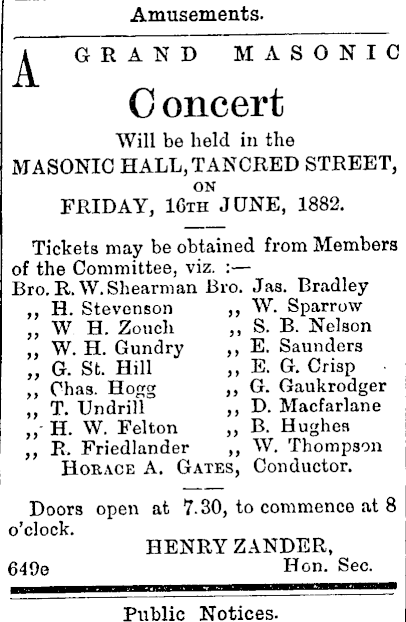 Amusements.
A GRAND MASONIC
Concert
Will be held in the
MASONIC HALL, TANCRED STREET,
ON
FRIDAY, 16TH JUNE, 1882.
Tickets may be obtained from Members
of the Committee, viz. :—
Bro. R. W. Shearman Bro. Jas. Bradley
,, H. Stevenson ,, W. Sparrow
,, W H. Zouch ,, S. B. Nelson
,, W. H. Gundry ,, E. Saunders
,, G. St. Hill ,, E. G. Crisp
,, Chas. Hogg ,, G. Gaukrodger
,, T. Undrill ,, D. Macfarlane
,, H. W. Felton ,, B. Hughes
,, R. Friedlander ,, W. Thompson
HORACE A. GATES, Conductor.
Doors open at 7.30, to commence at 8
o'clock.
HENRY ZANDER,
649e Hon. Sec.
Public Notices.